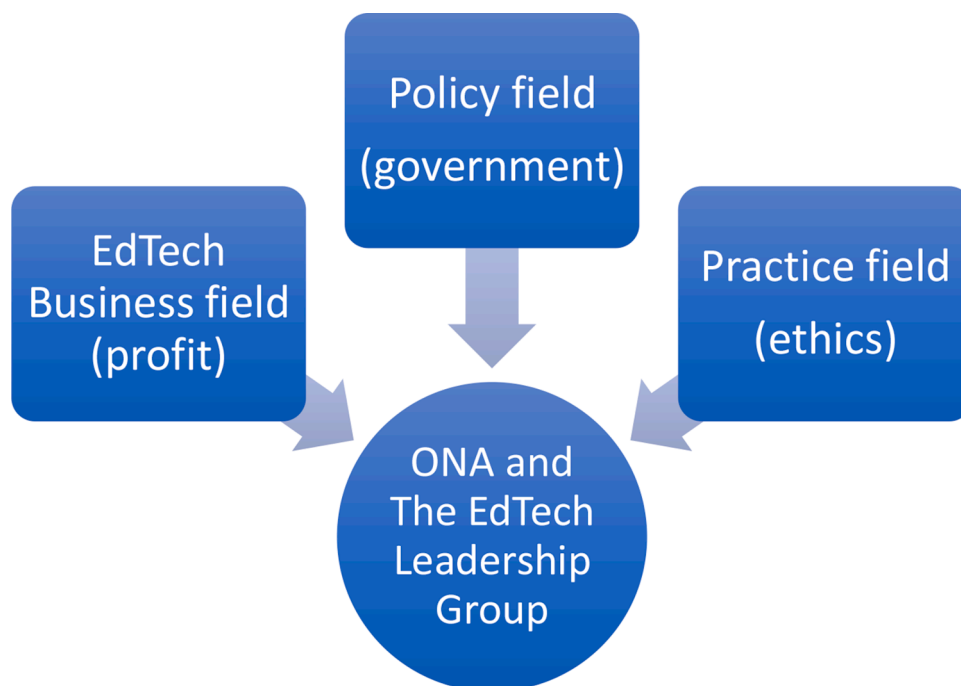 Policy field
(government)
EdTech
Business field
(profit)
Practice field
(ethics)
ONA and
The EdTech
Leadership
Group